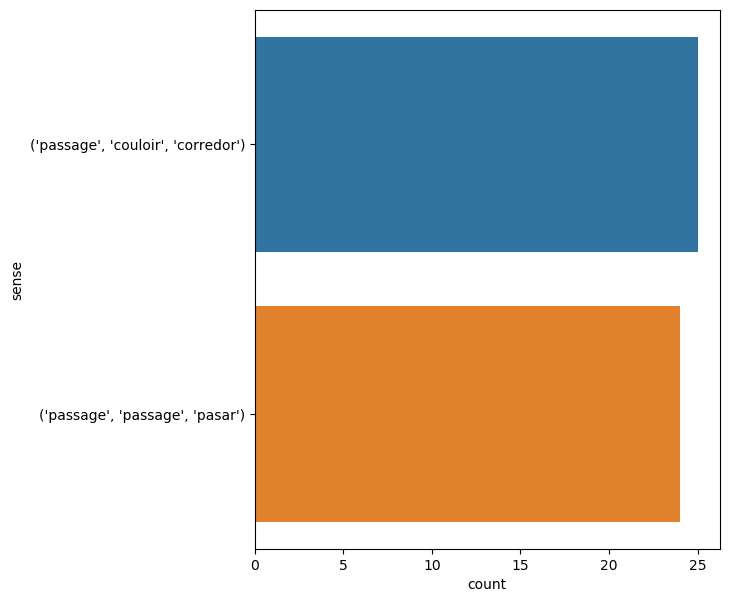 ('passage', 'couloir', 'corredor')
sense
('passage', 'passage', 'pasar')
0 5 10 15 20 25
count